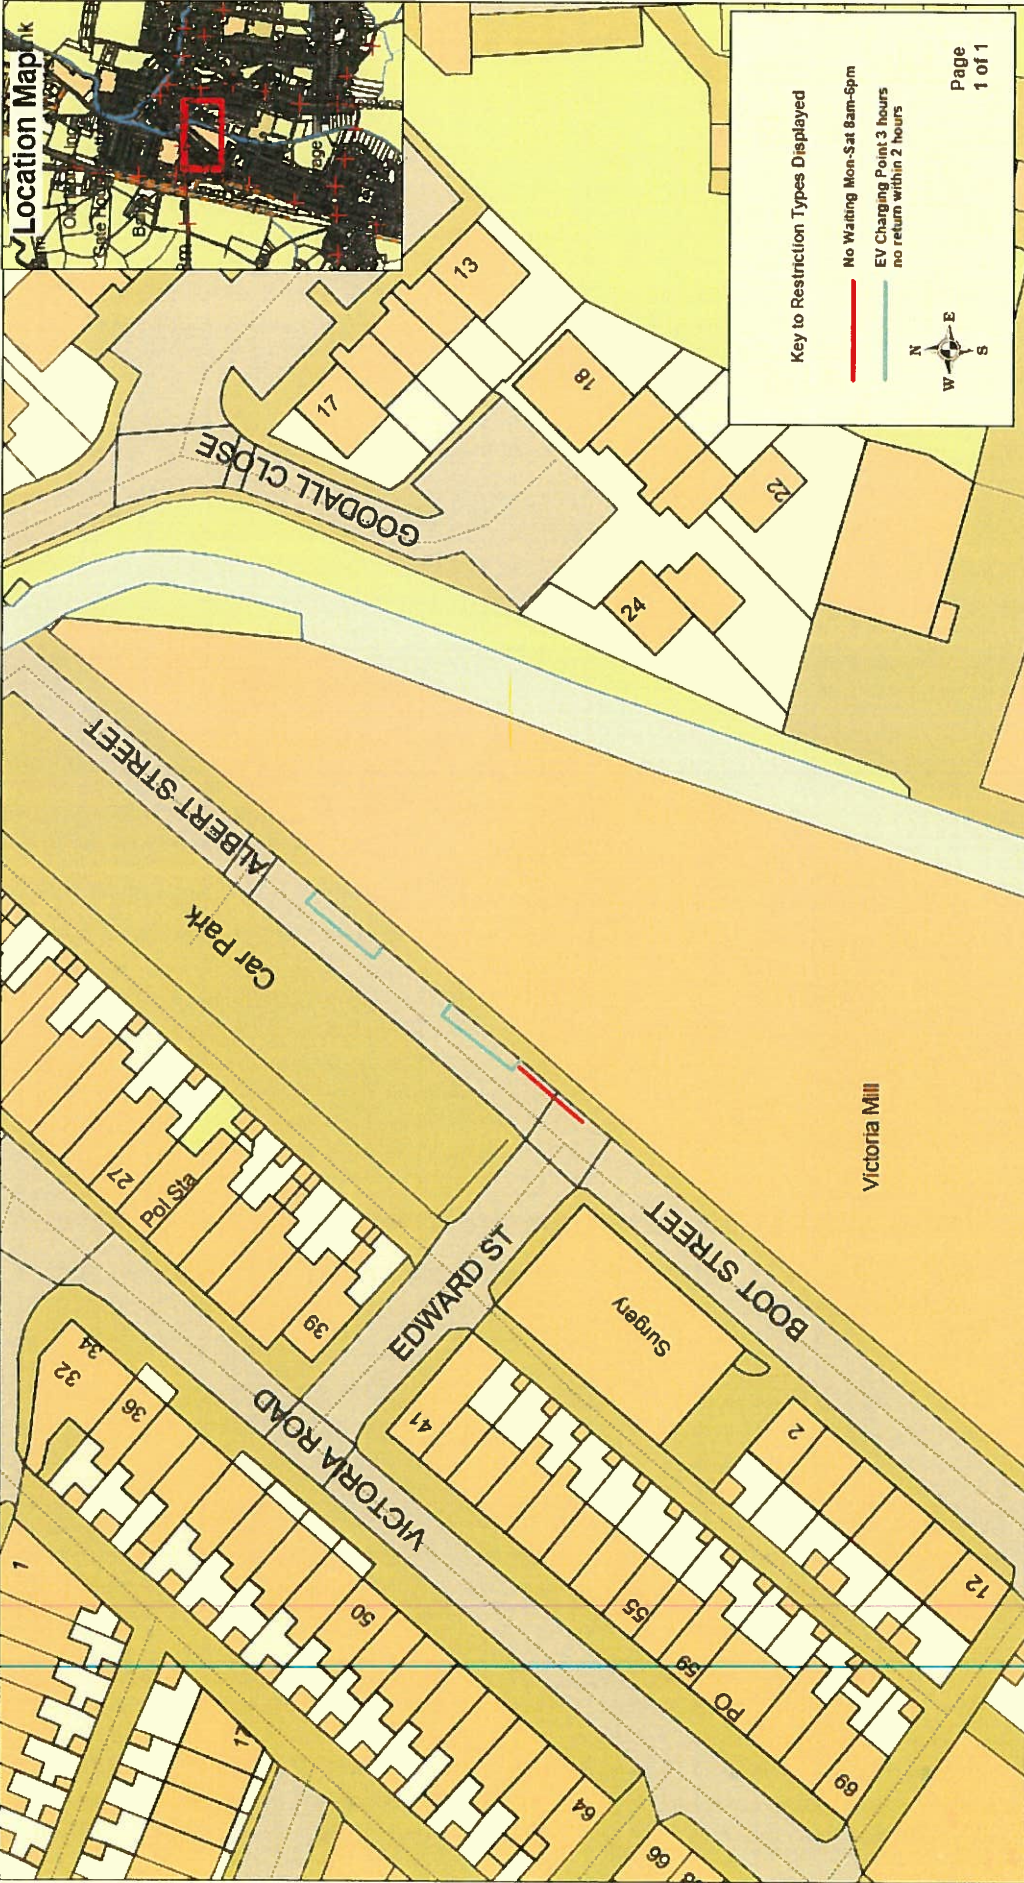 Location Map
Key to Restriction Types Displayed
No Waiting Mon-Sat 8am-6pm
EV Charging Point 3 hours
no return within 2 hours
N
W
E
S
Page
1 of 1
GOODALL CLOSE
13
17
18
22
24
ALBERT STREET
Car Park
27
Pol Sta
39
EDWARD ST
Surgery
BOOT STREET
Victoria Mill
VICTORIA ROAD
32
34
36
41
50
55
59
PO
69
64
66
2
12
1